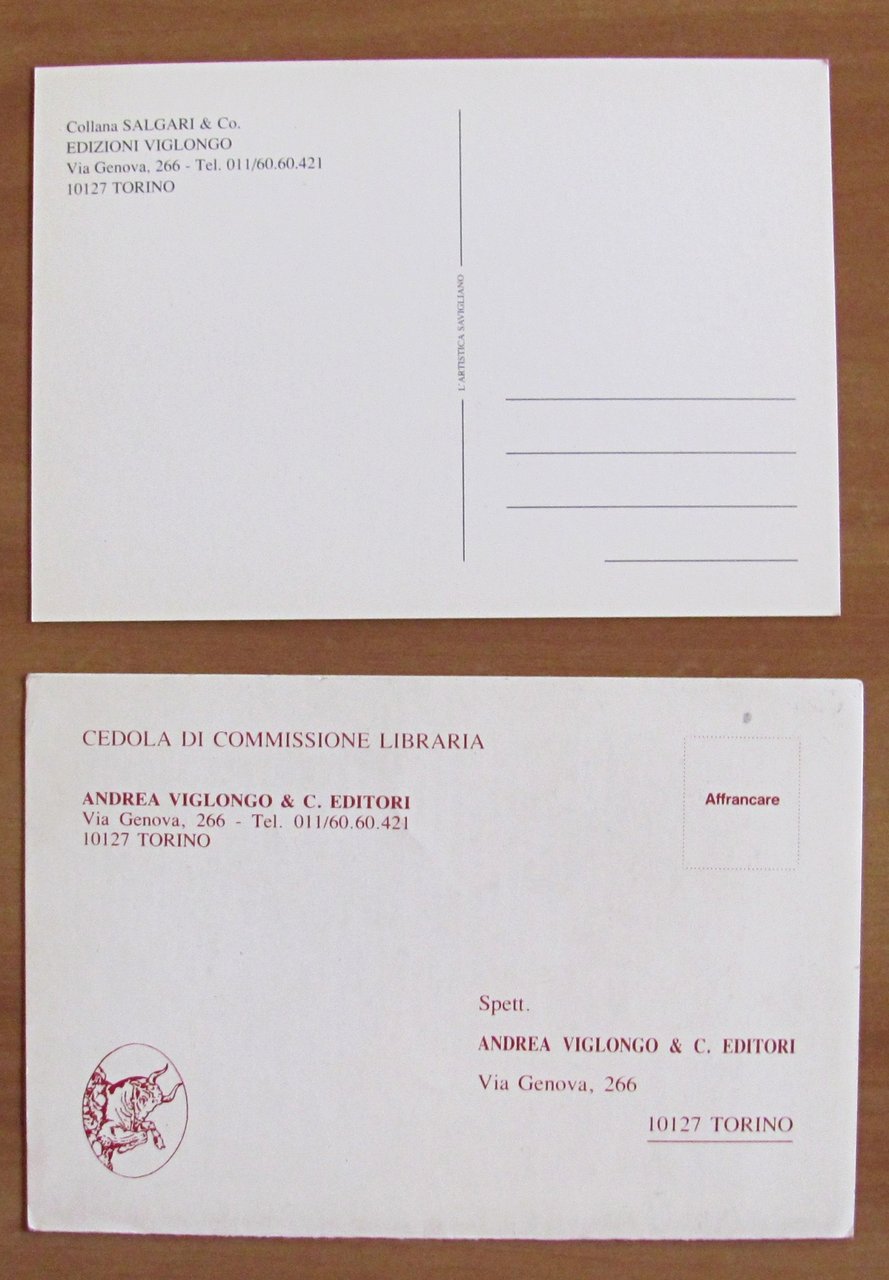 Collana SALGARI & Co.
EDIZIONI VIGLONGO
Via Genova, 266 - Tel. 011/60.60.421
10127 TORINO
L'ARTISTICA SAVIGLIANO
CEDOLA DI COMMISSIONE LIBRARIA
ANDREA VIGLONGO & C. EDITORI
Via Genova, 266 - Tel. 011/60.60.421
10127 TORINO
Affrancare
Spett.
ANDREA VIGLONGO & C. EDITORI
Via Genova, 266
10127 TORINO